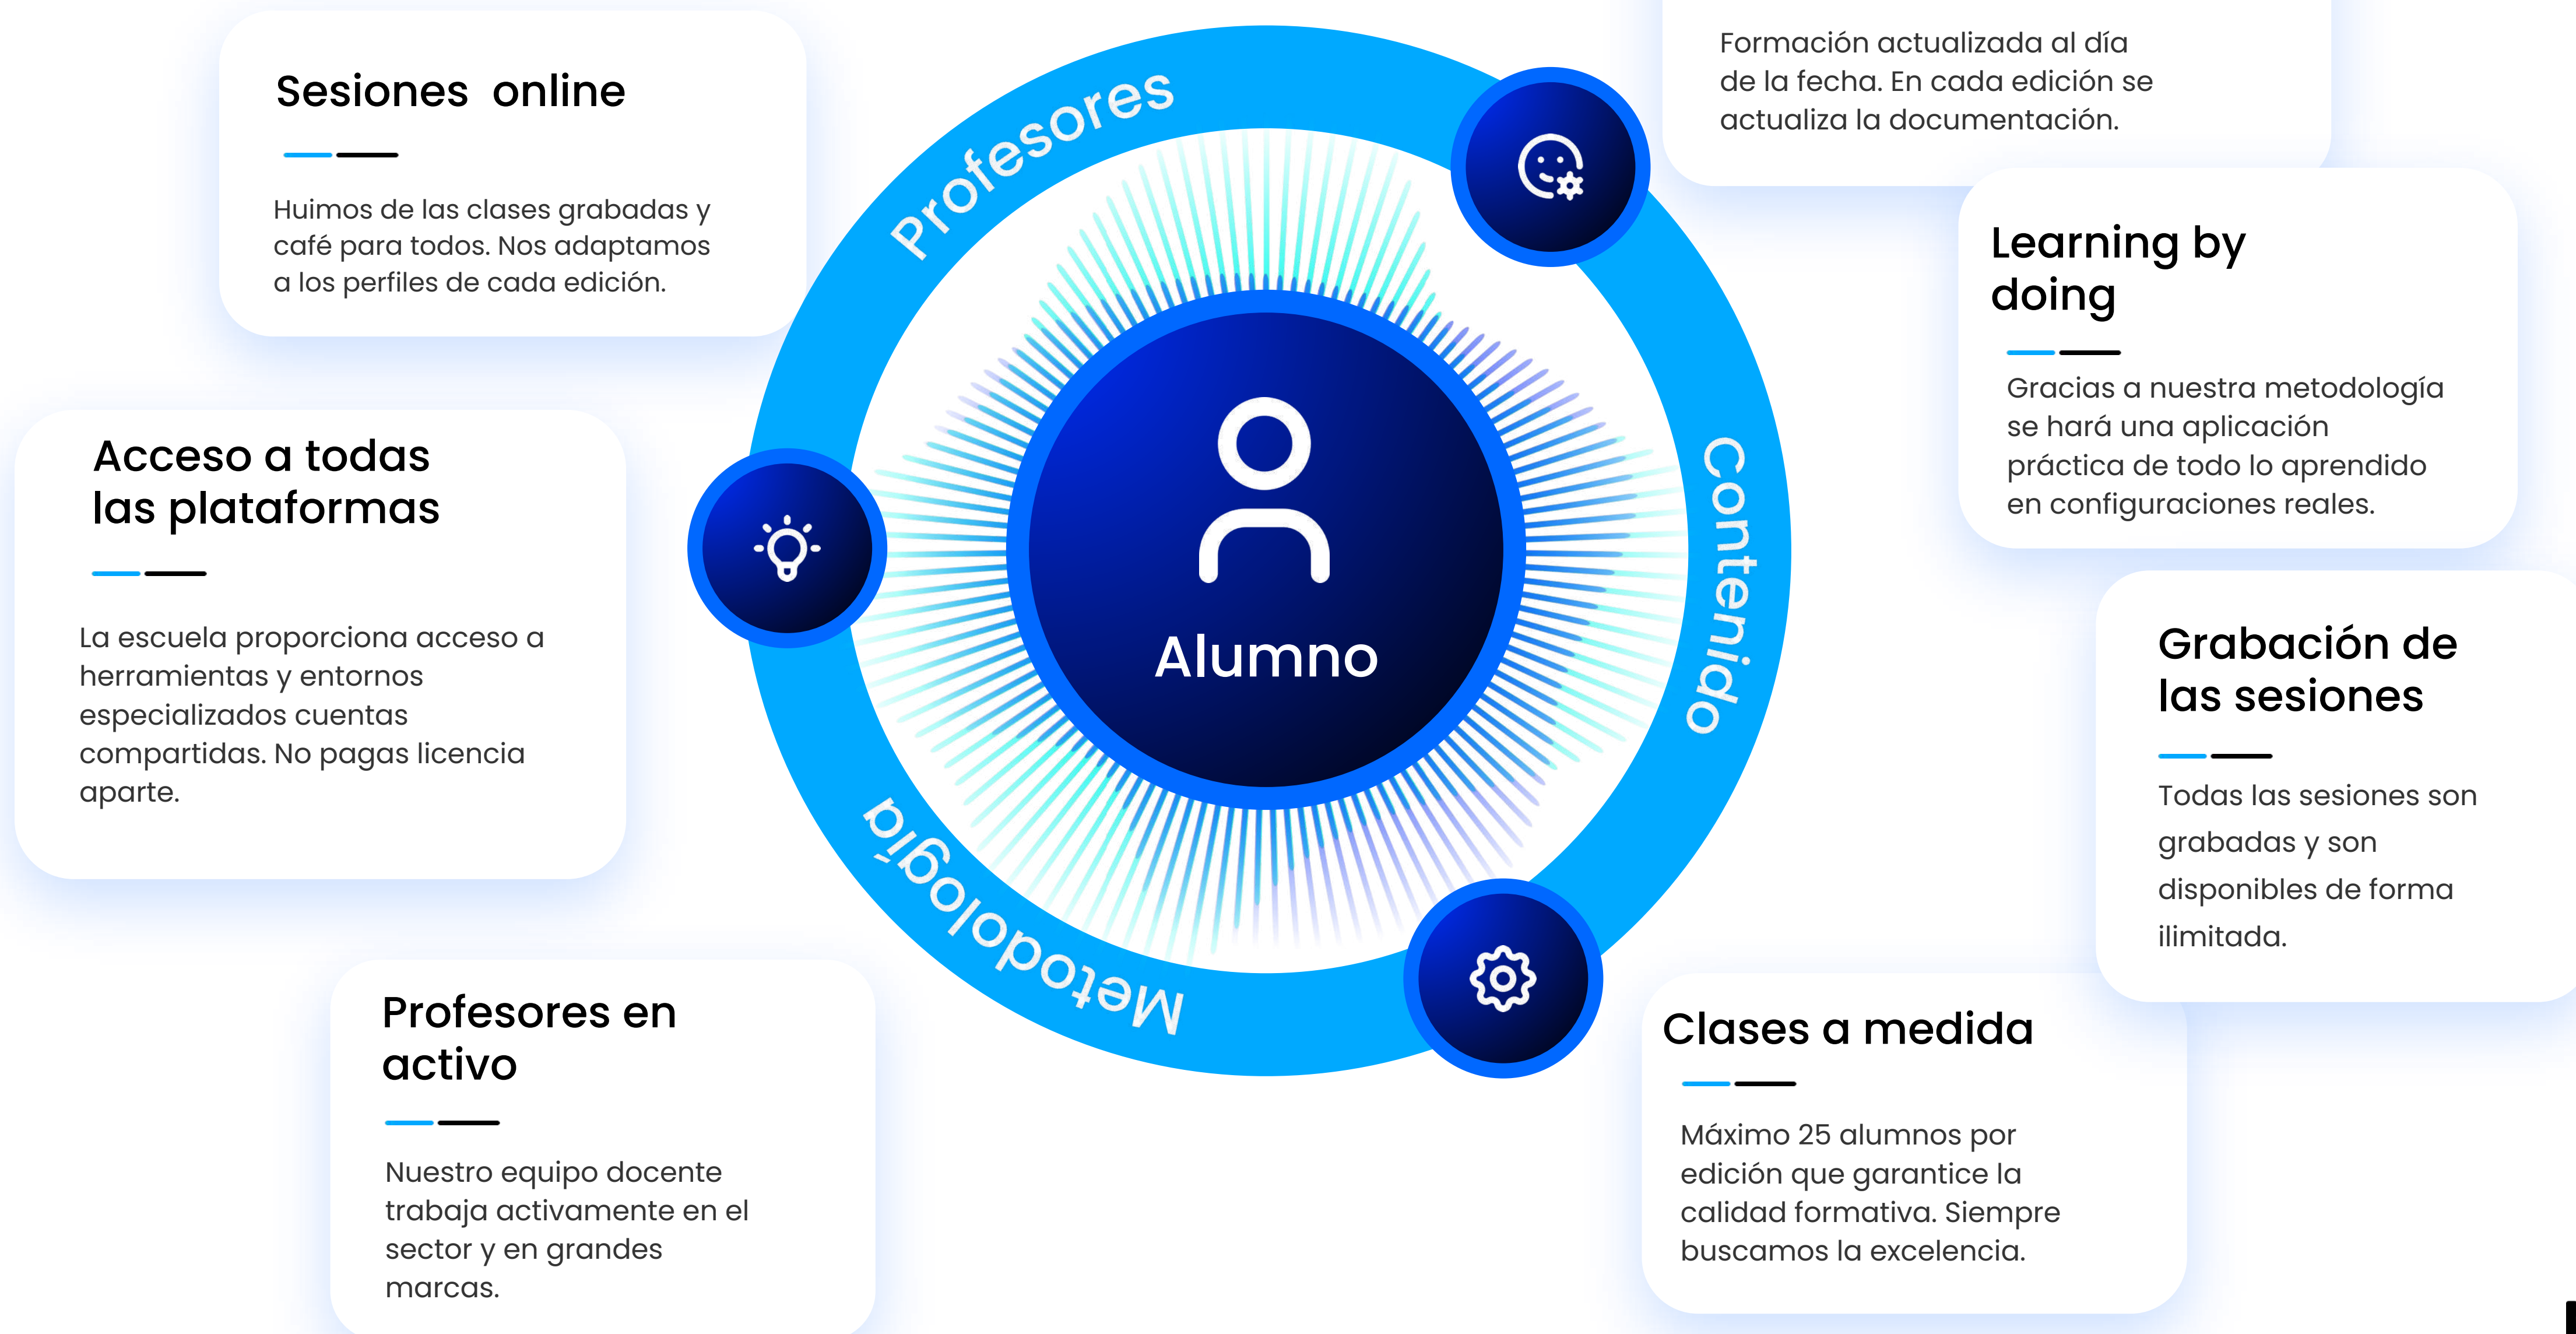 Sesiones online
Huimos de las clases grabadas y
café para todos. Nos adaptamos
a los perfiles de cada edición.
Acceso a todas
las plataformas
La escuela proporciona acceso a
herramientas y entornos
especializados cuentas
compartidas. No pagas licencia
aparte.
Profesores en
activo
Nuestro equipo docente
trabaja activamente en el
sector y en grandes
marcas.
Profesores
Contenido
Metodología
Alumno
Formación actualizada al día
de la fecha. En cada edición se
actualiza la documentación.
Learning by
doing
Gracias a nuestra metodología
se hará una aplicación
práctica de todo lo aprendido
en configuraciones reales.
Grabación de
las sesiones
Todas las sesiones son
grabadas y son
disponibles de forma
ilimitada.
Clases a medida
Máximo 25 alumnos por
edición que garantice la
calidad formativa. Siempre
buscamos la excelencia.